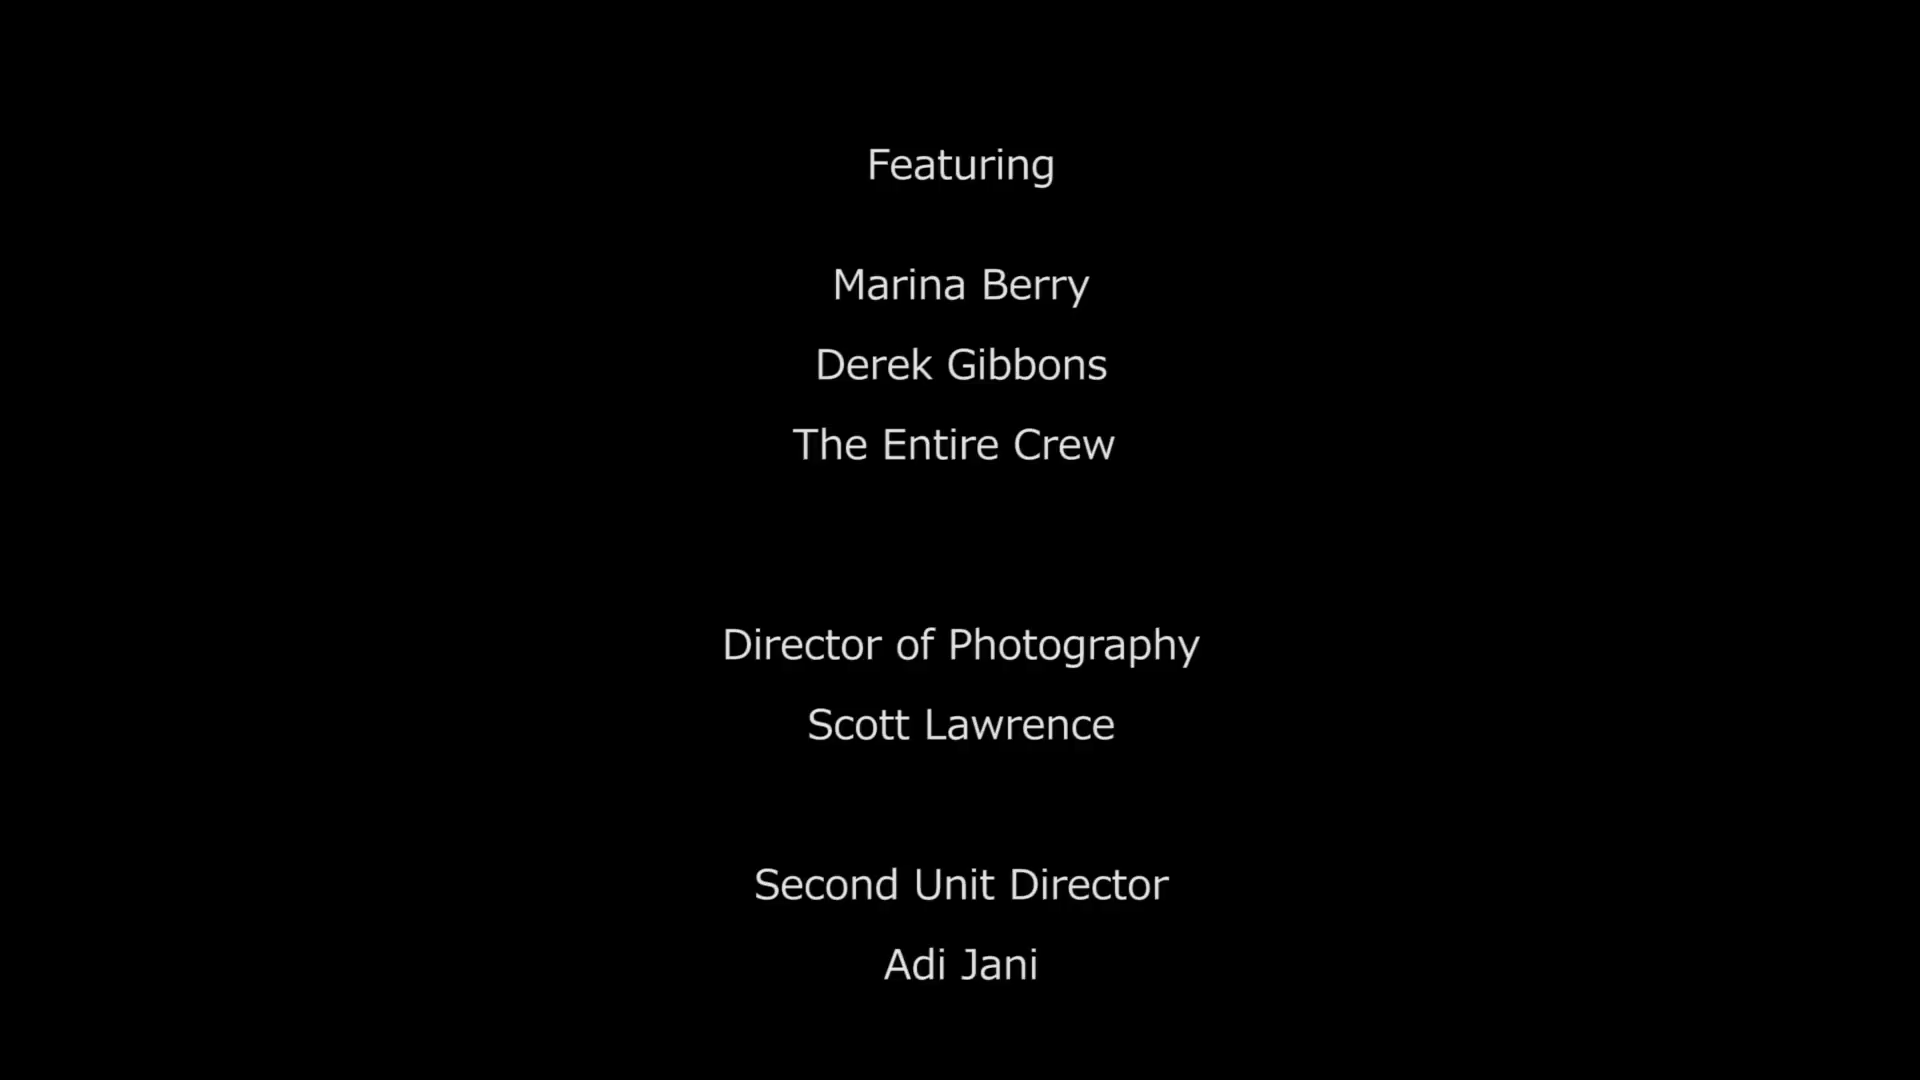 Featuring
Marina Berry
Derek Gibbons
The Entire Crew
Director of Photography
Scott Lawrence
Second Unit Director
Adi Jani